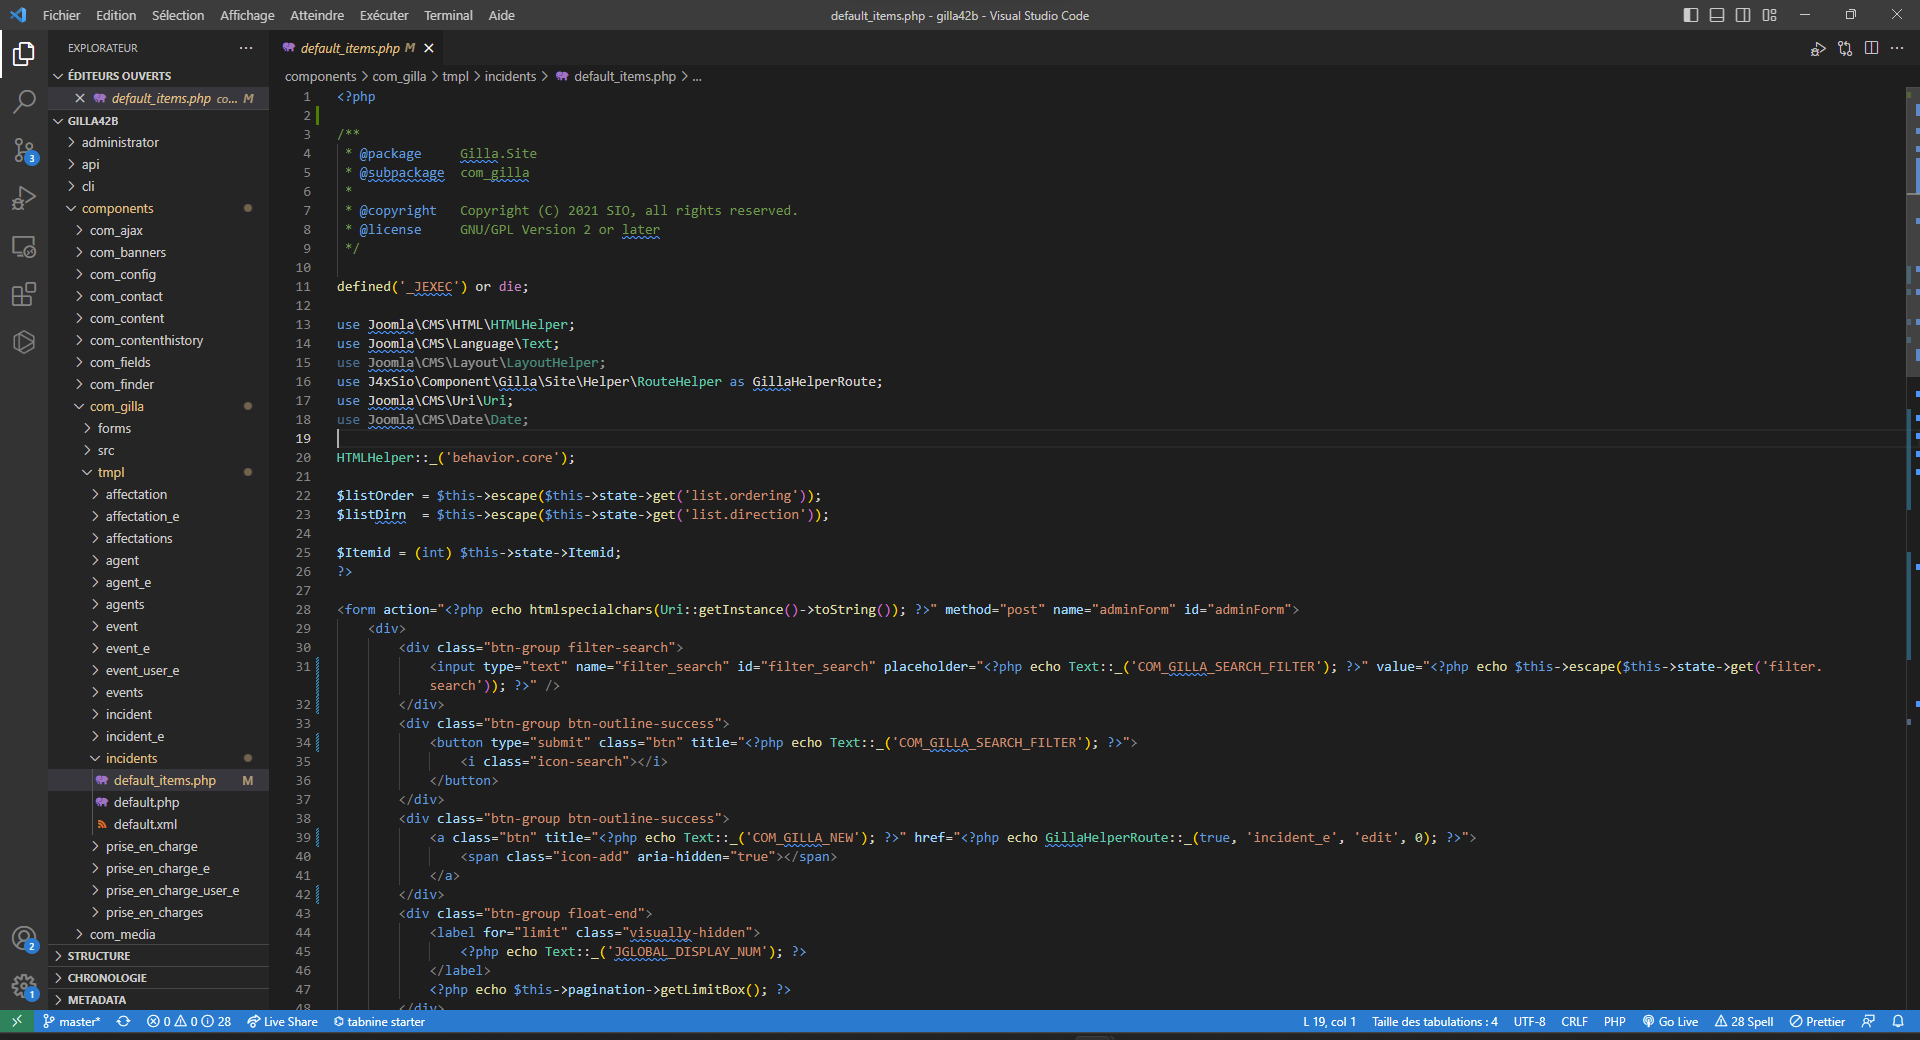 Fichier Edition Sélection Affichage Atteindre Exécuter Terminal Aide
default_items.php - gilla42b - Visual Studio Code
EXPLORATEUR
ÉDITEURS OUVERTS
default_items.php co... M
GILLA42B
administrator
api
cli
components
com_ajax
com_banners
com_config
com_contact
com_content
com_contenthistory
com_fields
com_finder
com_gilla
forms
src
tmpl
affectation
affectation_e
affectations
agent
agent_e
agents
event
event_e
event_user_e
events
incident
incident_e
incidents
default_items.php M
default.php
default.xml
prise_en_charge
prise_en_charge_e
prise_en_charge_user_e
prise_en_charges
com_media
STRUCTURE
CHRONOLOGIE
METADATA
3
2
1
default_items.php M
components > com_gilla > tmpl > incidents > default_items.php > ...
1 <?php
2
3 /**
4 * @package Gilla.Site
5 * @subpackage com_gilla
6 *
7 * @copyright Copyright (C) 2021 SIO, all rights reserved.
8 * @license GNU/GPL Version 2 or later
9 */
10
11 defined('_JEXEC') or die;
12
13 use Joomla\CMS\HTML\HTMLHelper;
14 use Joomla\CMS\Language\Text;
15 use Joomla\CMS\Layout\LayoutHelper;
16 use J4xSio\Component\Gilla\Site\Helper\RouteHelper as GillaHelperRoute;
17 use Joomla\CMS\Uri\Uri;
18 use Joomla\CMS\Date\Date;
19
20 HTMLHelper::_('behavior.core');
21
22 $listOrder = $this->escape($this->state->get('list.ordering'));
23 $listDirn = $this->escape($this->state->get('list.direction'));
24
25 $Itemid = (int) $this->state->Itemid;
26 ?>
27
28 <form action="<?php echo htmlspecialchars(Uri::getInstance()->toString()); ?>" method="post" name="adminForm" id="adminForm">
29 <div>
30 <div class="btn-group filter-search">
31 <input type="text" name="filter_search" id="filter_search" placeholder="<?php echo Text::_('COM_GILLA_SEARCH_FILTER'); ?>" value="<?php echo $this->escape($this->state->get('filter.
search')); ?>" />
32 </div>
33 <div class="btn-group btn-outline-success">
34 <button type="submit" class="btn" title="<?php echo Text::_('COM_GILLA_SEARCH_FILTER'); ?>">
35 <i class="icon-search"></i>
36 </button>
37 </div>
38 <div class="btn-group btn-outline-success">
39 <a class="btn" title="<?php echo Text::_('COM_GILLA_NEW'); ?>" href="<?php echo GillaHelperRoute::_(true, 'incident_e', 'edit', 0); ?>">
40 <span class="icon-add" aria-hidden="true"></span>
41 </a>
42 </div>
43 <div class="btn-group float-end">
44 <label for="limit" class="visually-hidden">
45 <?php echo Text::_('JGLOBAL_DISPLAY_NUM'); ?>
46 </label>
47 <?php echo $this->pagination->getLimitBox(); ?>
48 </div>
master* 0 0 28 Live Share tabnine starter
L 19, col 1 Taille des tabulations : 4 UTF-8 CRLF PHP Go Live 28 Spell Prettier